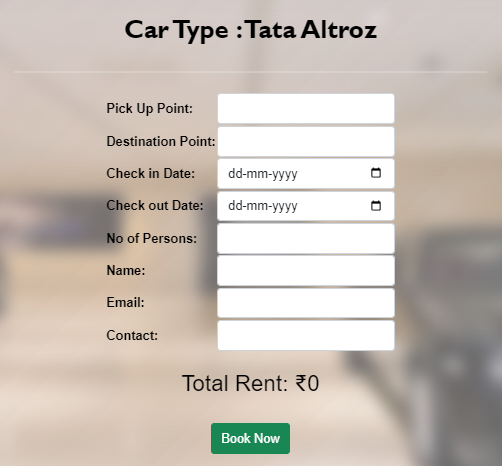 Car Type : Tata Altroz
Pick Up Point:
Destination Point:
Check in Date: dd-mm-yyyy
Check out Date: dd-mm-yyyy
No of Persons:
Name:
Email:
Contact:
Total Rent: ₹0
Book Now